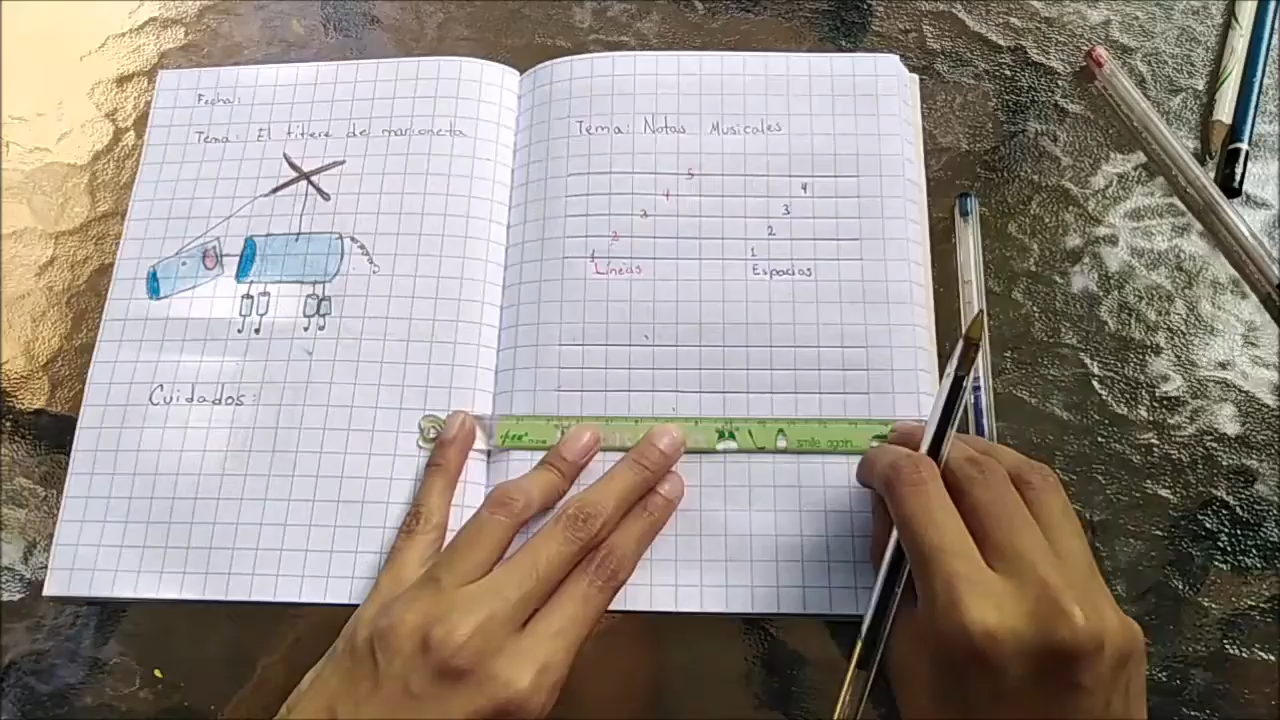 Fecha:
Tema: El titere de marioneta
Cuidados:
Tema: Notas Musicales
5
4 4
3 3
2 2
1 1
Líneas Espacios
smile again...